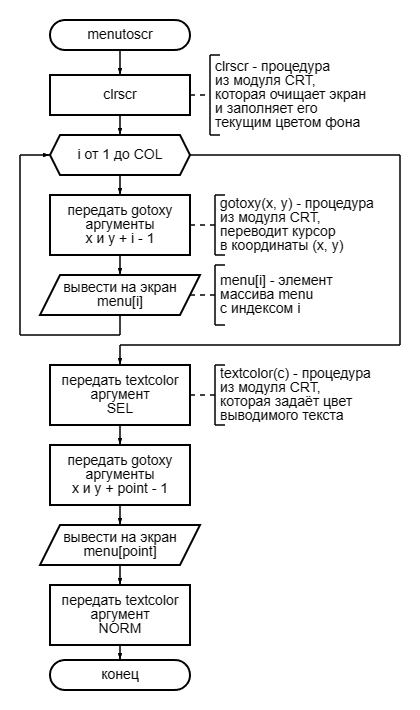 menutoscr
clrscr
clrscr - процедура
из модуля CRT,
которая очищает экран
и заполняет его
текущим цветом фона
i от 1 до COL
передать gotoxy
аргументы
x и y + i - 1
gotoxy(x, y) - процедура
из модуля CRT,
переводит курсор
в координаты (x, y)
вывести на экран
menu[i]
menu[i] - элемент
массива menu
с индексом i
передать textcolor
аргумент
SEL
textcolor(c) - процедура
из модуля CRT,
которая задаёт цвет
выводимого текста
передать gotoxy
аргументы
x и y + point - 1
вывести на экран
menu[point]
передать textcolor
аргумент
NORM
конец